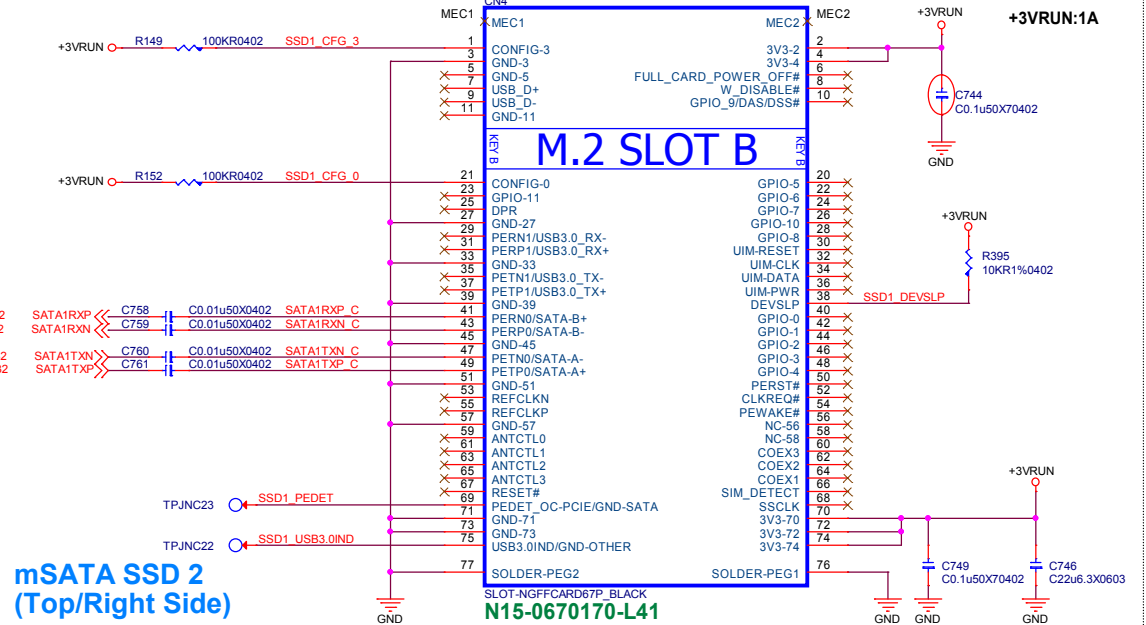 CN4
MEC1 MEC1 MEC2 MEC2
+3VRUN +3VRUN:1A
+3VRUN R149 100KR0402 SSD1_CFG_3 1 CONFIG-3 3V3-2 2
3 GND-3 3V3-4 4
5 GND-5 FULL_CARD_POWER_OFF# 6
7 USB_D+ W_DISABLE# 8
9 USB_D- GPIO_9/DAS/DSS# 10
11 GND-11
C744
C0.1u50X70402
GND
KEY B M.2 SLOT B KEY B
+3VRUN R152 100KR0402 SSD1_CFG_0 21 CONFIG-0 GPIO-5 20
23 GPIO-11 GPIO-6 22
25 DPR GPIO-7 24
27 GND-27 GPIO-10 26
29 PERN1/USB3.0_RX- GPIO-8 28
31 PERP1/USB3.0_RX+ UIM-RESET 30
33 GND-33 UIM-CLK 32
35 PETN1/USB3.0_TX- UIM-DATA 34
37 PETP1/USB3.0_TX+ UIM-PWR 36
39 GND-39 DEVSLP 38 SSD1_DEVSLP
+3VRUN
R395
10KR1%0402
2 SATA1RXP C758 C0.01u50X0402 SATA1RXP_C 41 PERN0/SATA-B+ GPIO-0 40
2 SATA1RXN C759 C0.01u50X0402 SATA1RXN_C 43 PERP0/SATA-B- GPIO-1 42
45 GND-45 GPIO-2 44
2 SATA1TXN C760 C0.01u50X0402 SATA1TXN_C 47 PETN0/SATA-A- GPIO-3 46
32 SATA1TXP C761 C0.01u50X0402 SATA1TXP_C 49 PETP0/SATA-A+ GPIO-4 48
51 GND-51 PERST# 50
53 REFCLKN CLKREQ# 52
55 REFCLKP PEWAKE# 54
57 GND-57 NC-56 56
59 ANTCTL0 NC-58 58
61 ANTCTL1 COEX3 60
63 ANTCTL2 COEX2 62
65 ANTCTL3 COEX1 64
67 RESET# SIM_DETECT 66
TPJNC23 SSD1_PEDET 69 PEDET_OC-PCIE/GND-SATA SSCLK 68
71 GND-71 3V3-70 70
73 GND-73 3V3-72 72
TPJNC22 SSD1_USB3.0IND 75 USB3.0IND/GND-OTHER 3V3-74 74
+3VRUN
77 SOLDER-PEG2 SOLDER-PEG1 76
C749
C0.1u50X70402
C746
C22u6.3X0603
mSATA SSD 2
(Top/Right Side)
SLOT-NGFFCARD67P_BLACK
N15-0670170-L41
GND GND GND GND